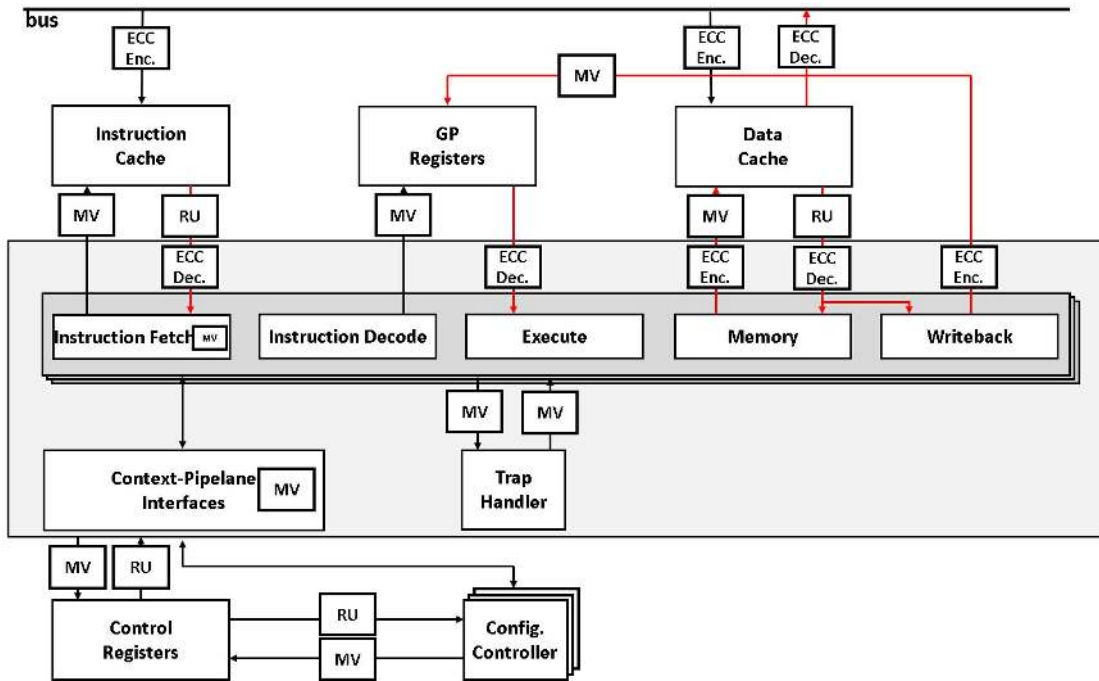 bus
ECC
Enc.
ECC
Enc.
ECC
Dec.
MV
Instruction
Cache
GP
Registers
Data
Cache
MV
RU
MV
MV
RU
ECC
Dec.
ECC
Dec.
ECC
Enc.
ECC
Dec.
ECC
Enc.
Instruction Fetch
MV
Instruction Decode
Execute
Memory
Writeback
MV
MV
Context-Pipelane
Interfaces
MV
Trap
Handler
MV
RU
Control
Registers
RU
MV
Config.
Controller